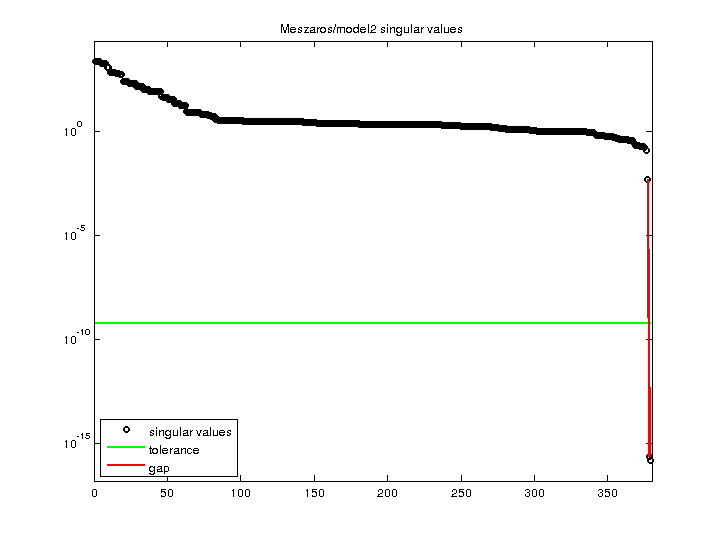 Meszaros/model2 singular values
10^0
10^-5
10^-10
10^-15
singular values
tolerance
gap
0 50 100 150 200 250 300 350